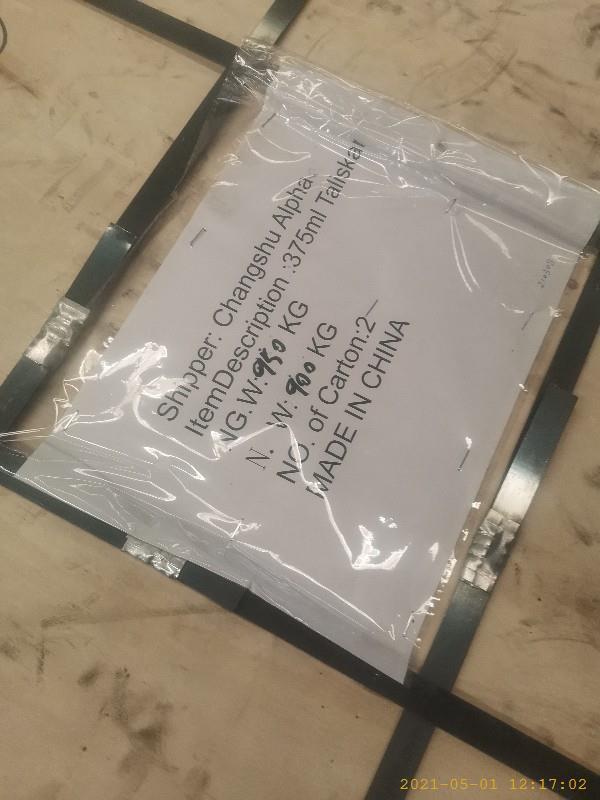 Shipper: Changshu Alpha
ItemDescription :375ml Taliskar
NG.W:950 KG
N. W: 900 KG
NO. of Carton:2—
MADE IN CHINA
2021-05-01 12:17:02